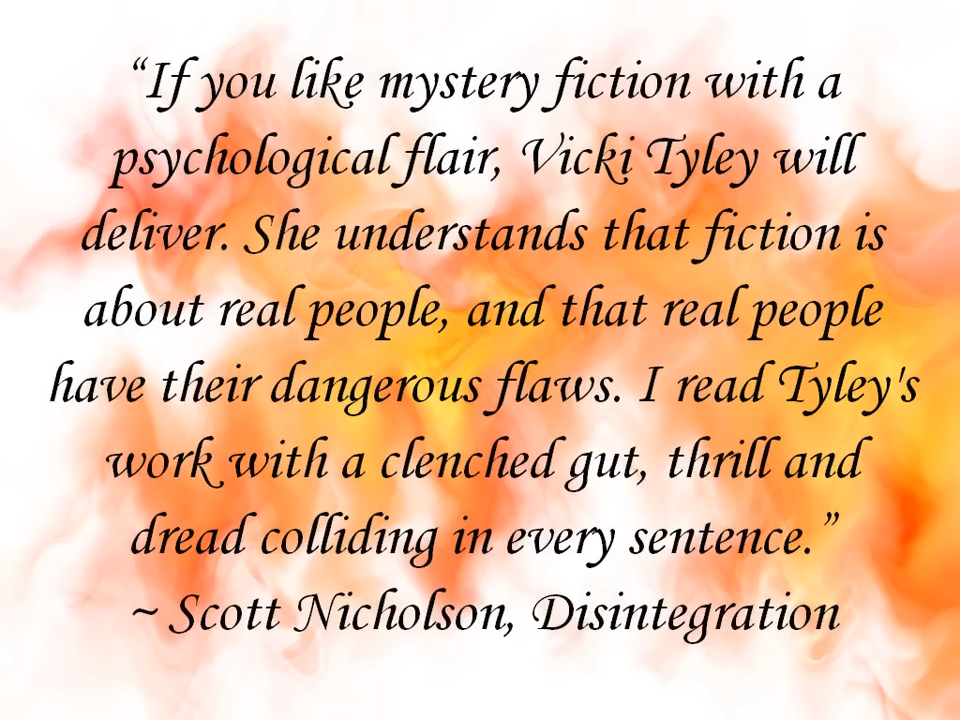 “If you like mystery fiction with a
psychological flair, Vicki Tyley will
deliver. She understands that fiction is
about real people, and that real people
have their dangerous flaws. I read Tyley's
work with a clenched gut, thrill and
dread colliding in every sentence.”
~ Scott Nicholson, Disintegration